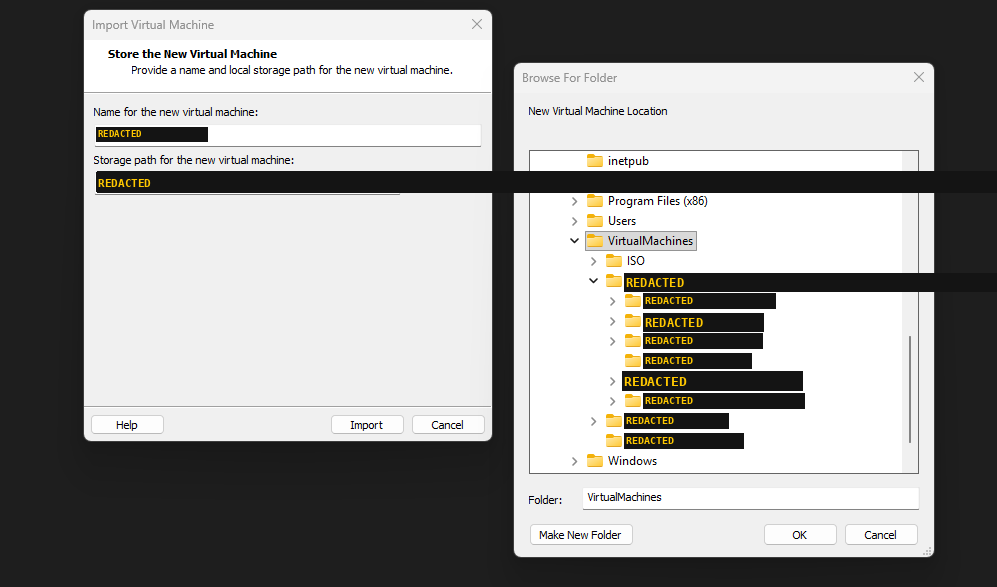 Import Virtual Machine
Store the New Virtual Machine
Provide a name and local storage path for the new virtual machine.
Name for the new virtual machine:
REDACTED
Storage path for the new virtual machine:
REDACTED
Help
Import
Cancel
Browse For Folder
New Virtual Machine Location
inetpub
Program Files (x86)
Users
VirtualMachines
ISO
REDACTED
REDACTED
REDACTED
REDACTED
REDACTED
REDACTED
REDACTED
REDACTED
REDACTED
Windows
Folder:
VirtualMachines
Make New Folder
OK
Cancel